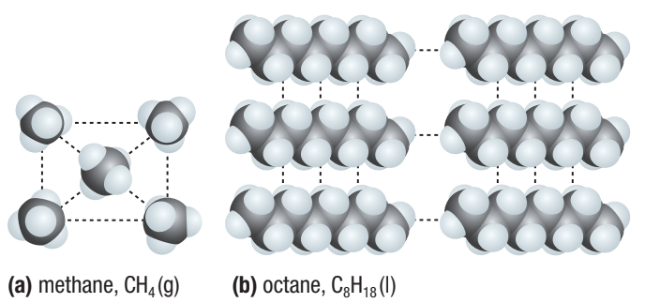 (a) methane, CH₄(g)
(b) octane, C₈H₁₈(l)